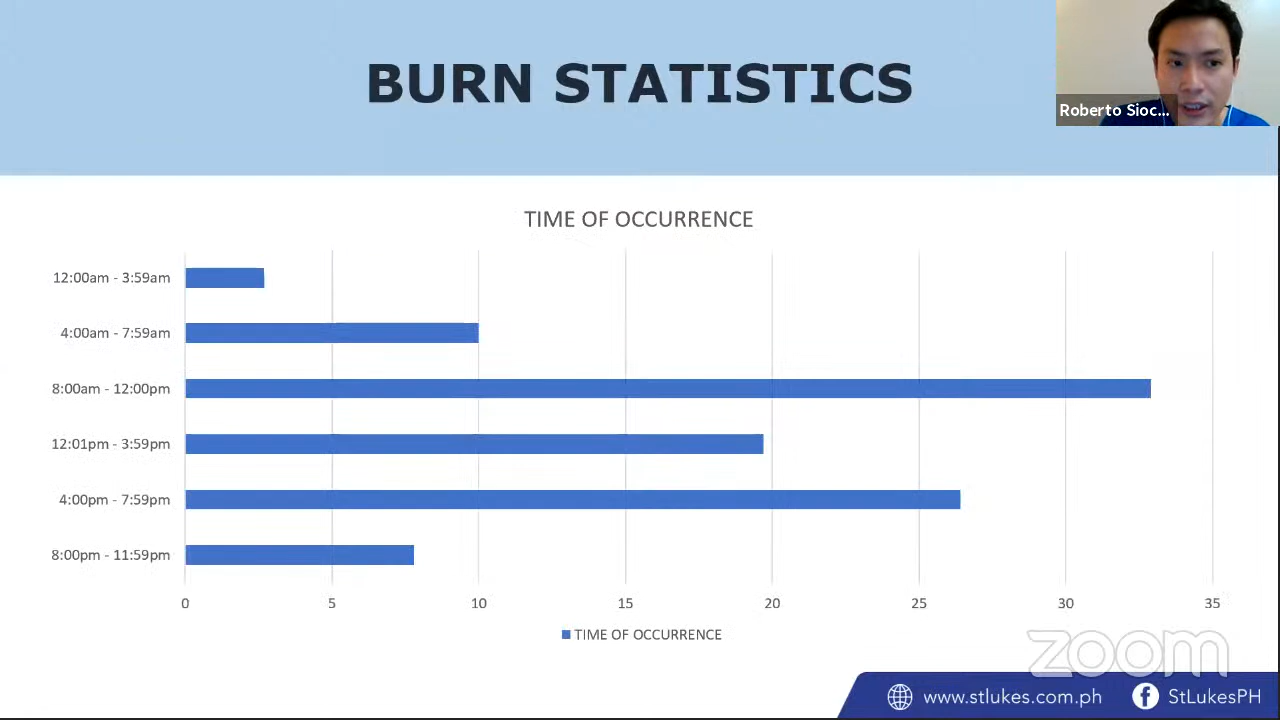 BURN STATISTICS
Roberto Sioc...
TIME OF OCCURRENCE
12:00am - 3:59am
4:00am - 7:59am
8:00am - 12:00pm
12:01pm - 3:59pm
4:00pm - 7:59pm
8:00pm - 11:59pm
0 5 10 15 20 25 30 35
TIME OF OCCURRENCE
zoom
www.stlukes.com.ph StLukesPH